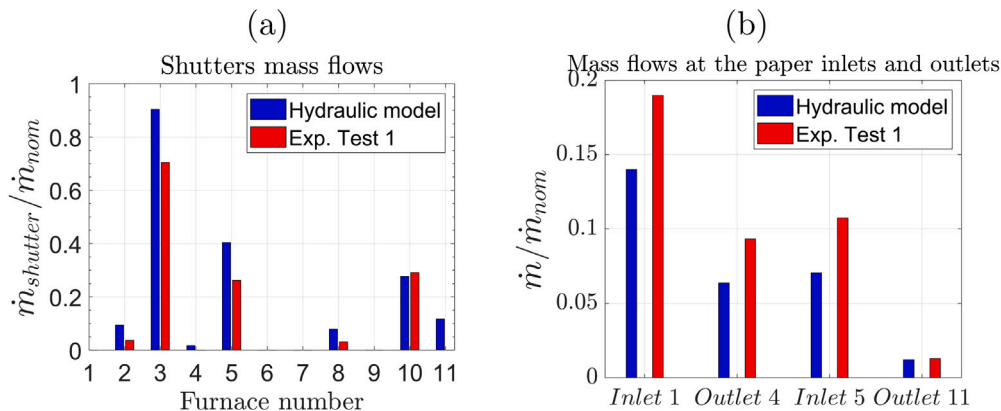 (a)
Shutters mass flows
1
0.8
0.6
0.4
0.2
0
ṁ_shutter/ṁ_nom
Hydraulic model
Exp. Test 1
1 2 3 4 5 6 7 8 9 10 11
Furnace number
(b)
Mass flows at the paper inlets and outlets
0.2
0.15
0.1
0.05
0
ṁ/ṁ_nom
Hydraulic model
Exp. Test 1
Inlet 1 Outlet 4 Inlet 5 Outlet 11